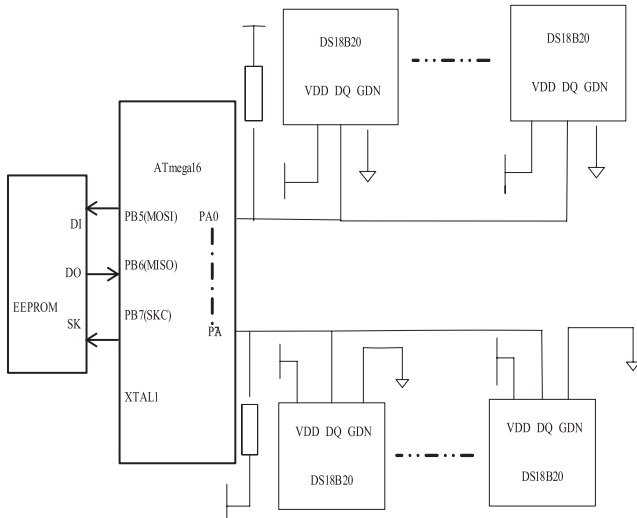 DS18B20
VDD DQ GDN
DS18B20
VDD DQ GDN
ATmega16
PB5(MOSI)
PA0
DI
PB6(MISO)
DO
EEPROM
PB7(SKC)
SK
PA
XTAL1
VDD DQ GDN
DS18B20
VDD DQ GDN
DS18B20